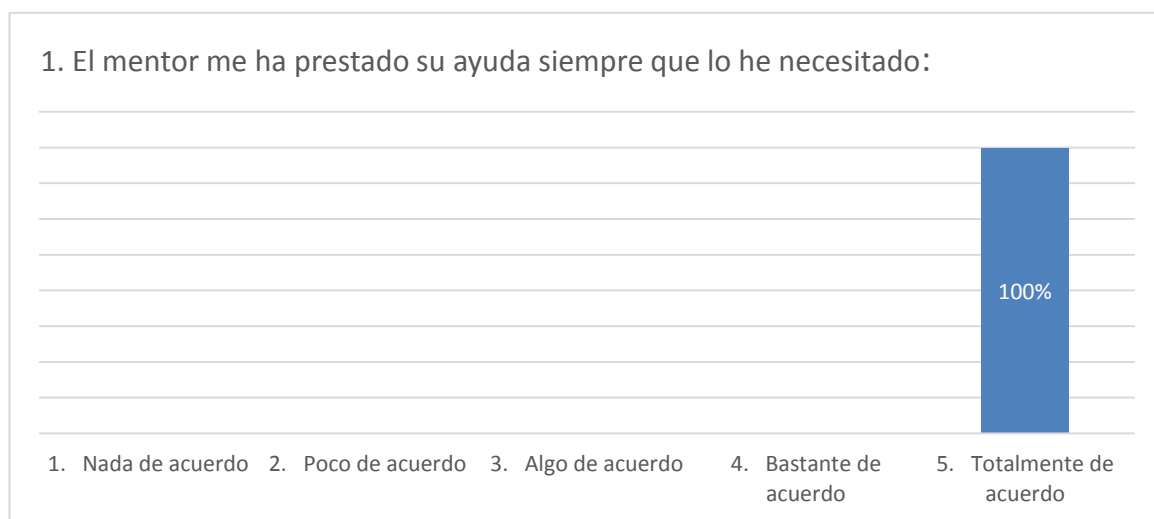 1. El mentor me ha prestado su ayuda siempre que lo he necesitado:
100%
1. Nada de acuerdo
2. Poco de acuerdo
3. Algo de acuerdo
4. Bastante de
acuerdo
5. Totalmente de
acuerdo